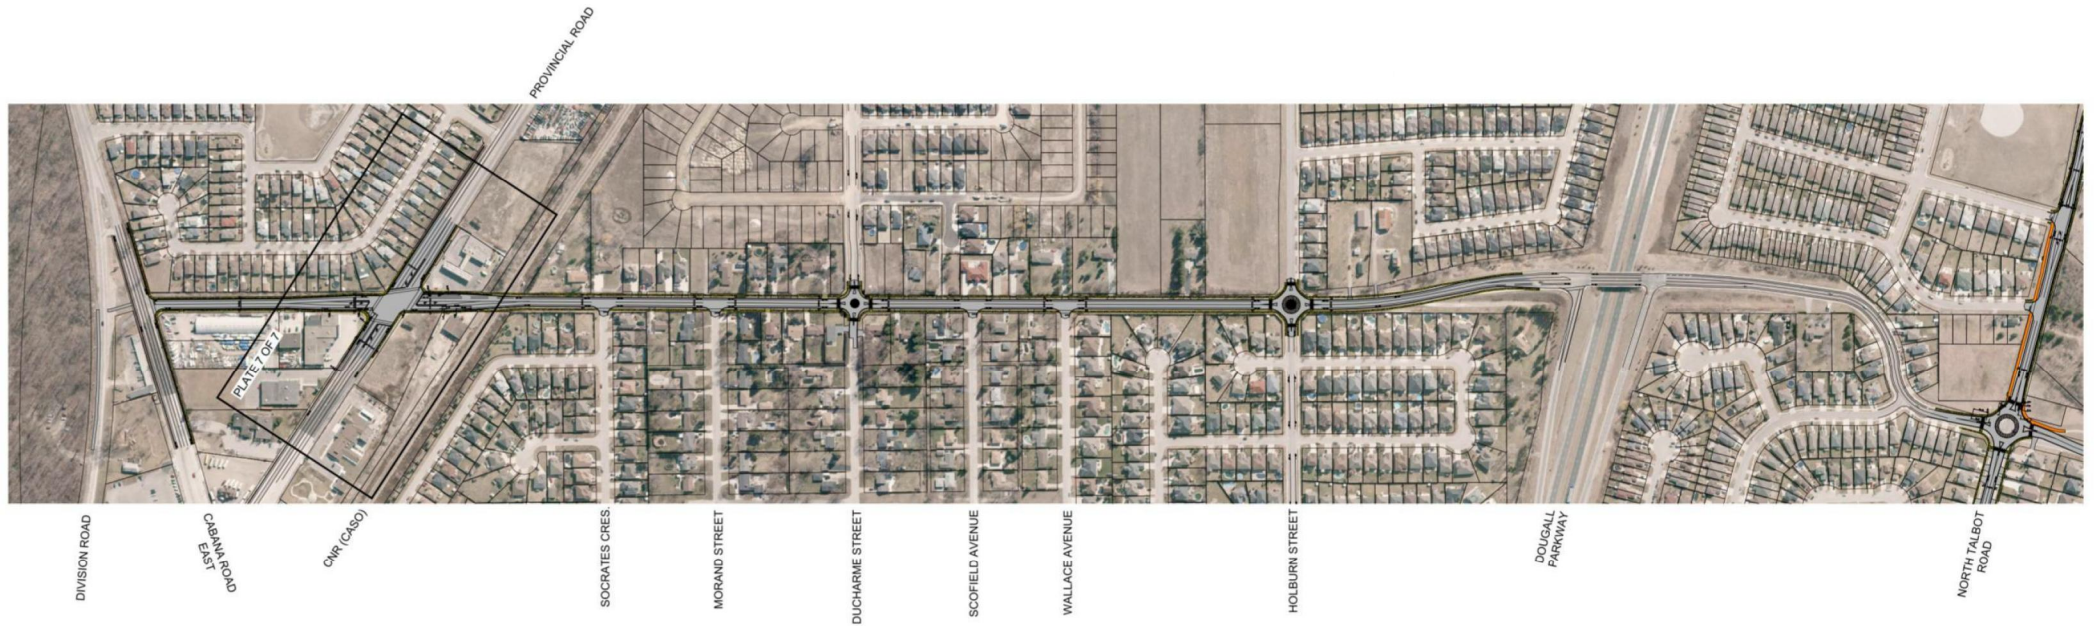 PROVINCIAL ROAD
PLATE 7 OF 7
DIVISION ROAD
CABANA ROAD
EAST
CNR (CASO)
SOCRATES CRES.
MORAND STREET
DUCHARME STREET
SCOFIELD AVENUE
WALLACE AVENUE
HOLBURN STREET
DOUGALL
PARKWAY
NORTH TALBOT
ROAD